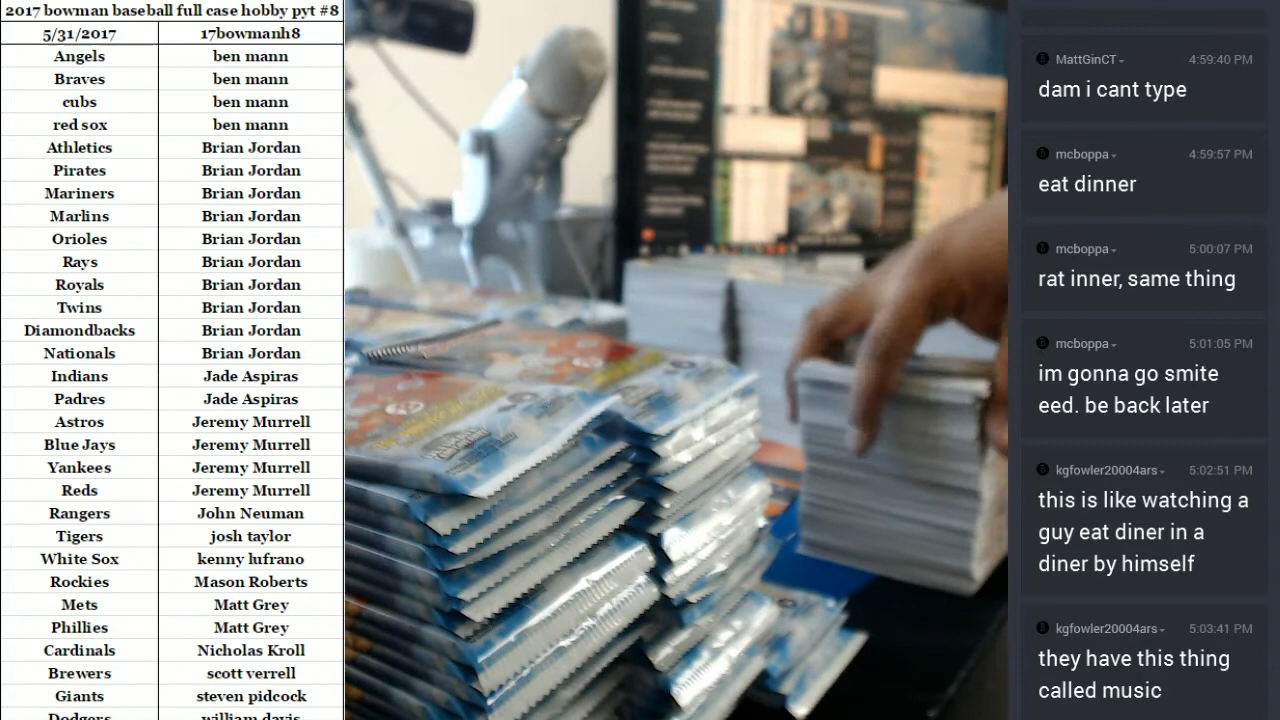 2017 bowman baseball full case hobby pyt #8
5/31/2017 17bowmanh8
Angels ben mann
Braves ben mann
cubs ben mann
red sox ben mann
Athletics Brian Jordan
Pirates Brian Jordan
Mariners Brian Jordan
Marlins Brian Jordan
Orioles Brian Jordan
Rays Brian Jordan
Royals Brian Jordan
Twins Brian Jordan
Diamondbacks Brian Jordan
Nationals Brian Jordan
Indians Jade Aspiras
Padres Jade Aspiras
Astros Jeremy Murrell
Blue Jays Jeremy Murrell
Yankees Jeremy Murrell
Reds Jeremy Murrell
Rangers John Neuman
Tigers josh taylor
White Sox kenny lufrano
Rockies Mason Roberts
Mets Matt Grey
Phillies Matt Grey
Cardinals Nicholas Kroll
Brewers scott verrell
Giants steven pidcock
Dodgers william davis
MattGinCT 4:59:40 PM
dam i cant type
mcboppa 4:59:57 PM
eat dinner
mcboppa 5:00:07 PM
rat inner, same thing
mcboppa 5:01:05 PM
im gonna go smite
eed. be back later
kgfowler20004ars 5:02:51 PM
this is like watching a
guy eat diner in a
diner by himself
kgfowler20004ars 5:03:41 PM
they have this thing
called music